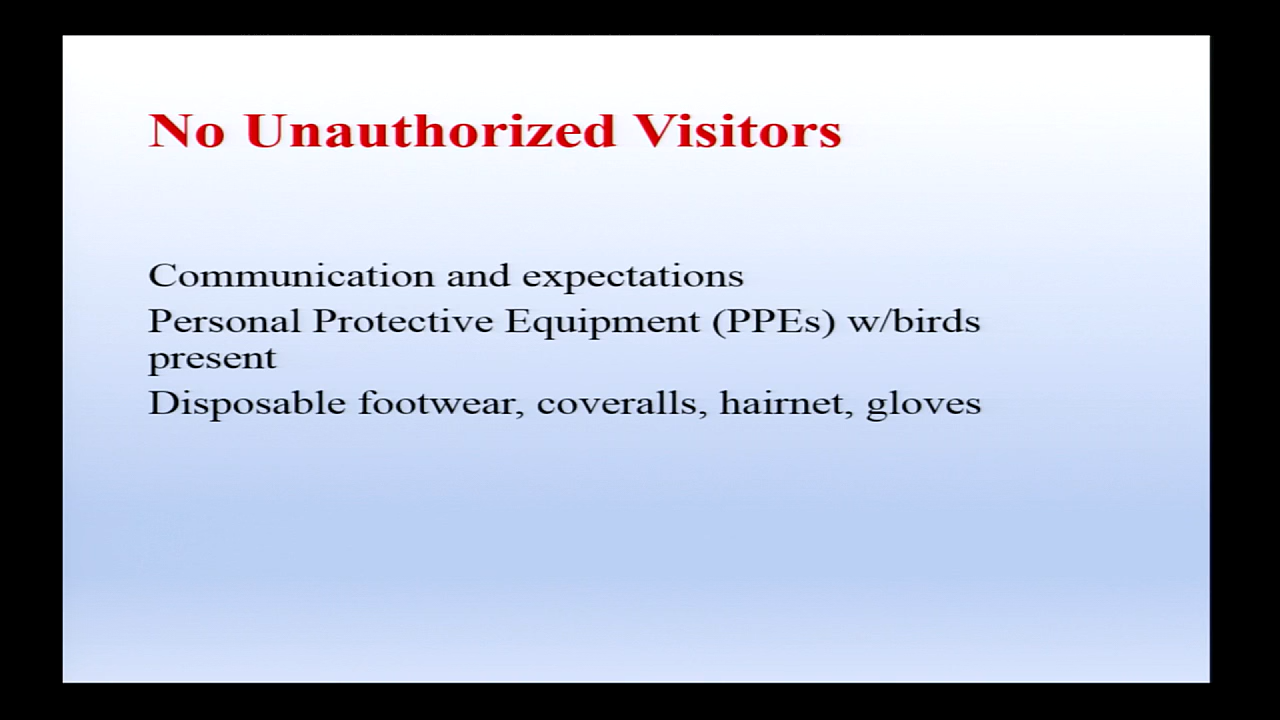 No Unauthorized Visitors
Communication and expectations
Personal Protective Equipment (PPEs) w/birds
present
Disposable footwear, coveralls, hairnet, gloves